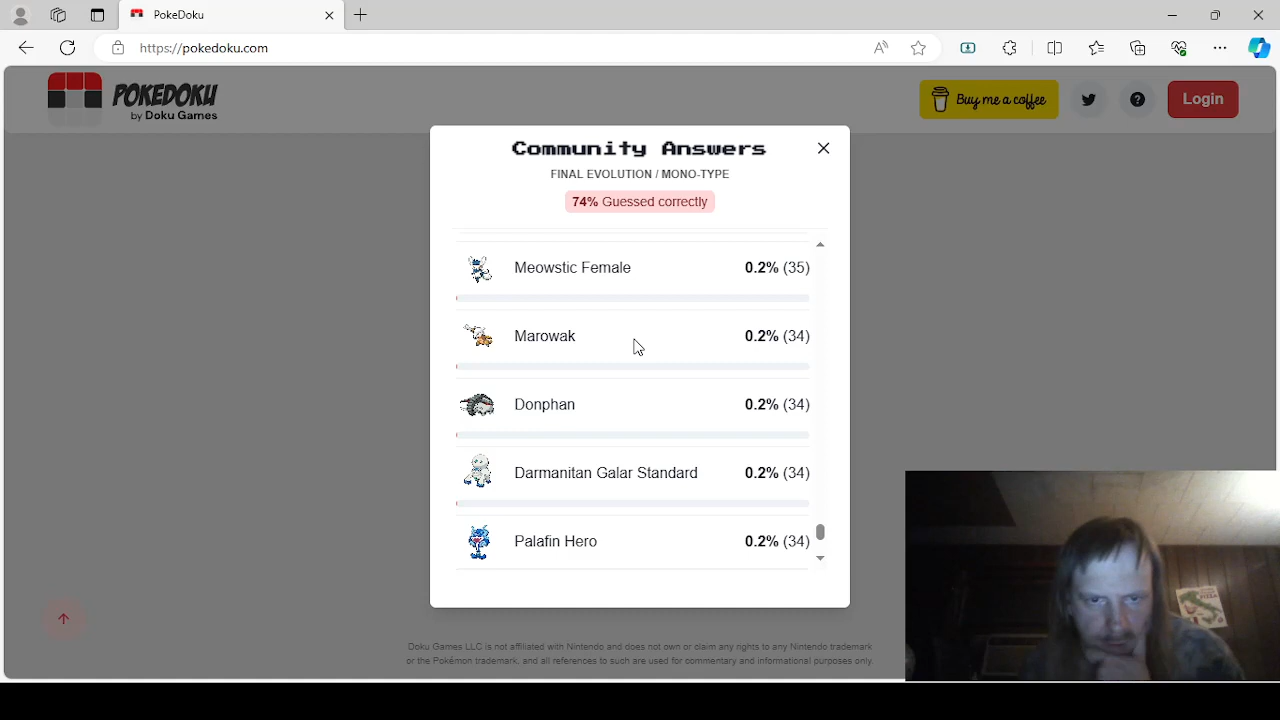 PokeDoku
https://pokedoku.com
POKEDOKU
by Doku Games
Buy me a coffee
Login
Community Answers
FINAL EVOLUTION / MONO-TYPE
74% Guessed correctly
Meowstic Female 0.2% (35)
Marowak 0.2% (34)
Donphan 0.2% (34)
Darmanitan Galar Standard 0.2% (34)
Palafin Hero 0.2% (34)
Doku Games LLC is not affiliated with Nintendo and does not own or claim any rights to any Nintendo trademark
or the Pokémon trademark, and all references to such are used for commentary and informational purposes only.